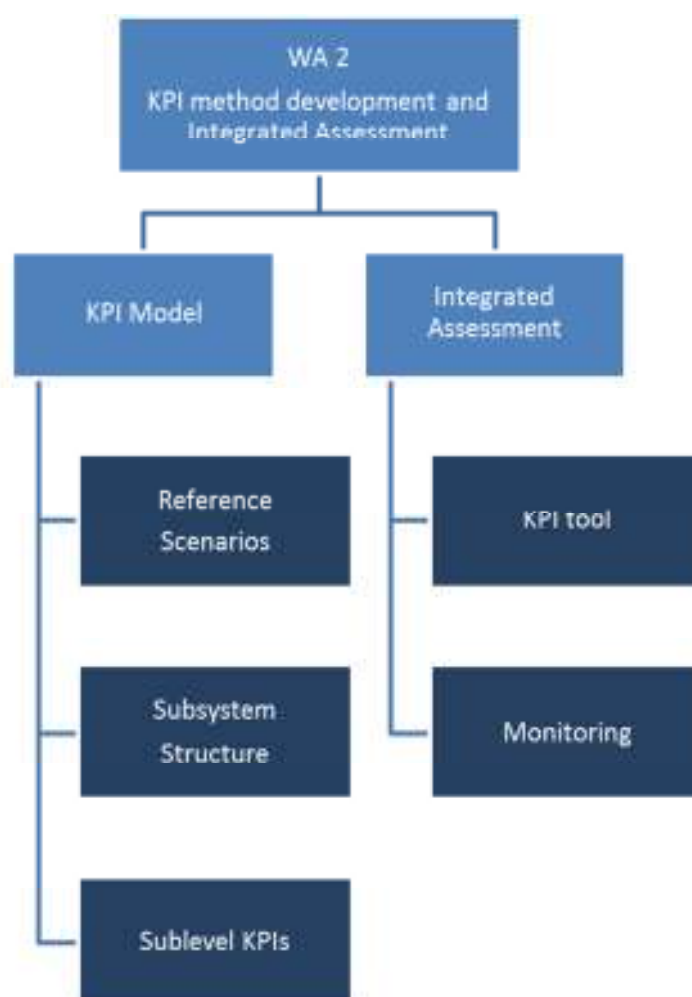 WA 2
KPI method development and
Integrated Assessment
KPI Model
Integrated
Assessment
Reference
Scenarios
KPI tool
Subsystem
Structure
Monitoring
Sublevel KPIs